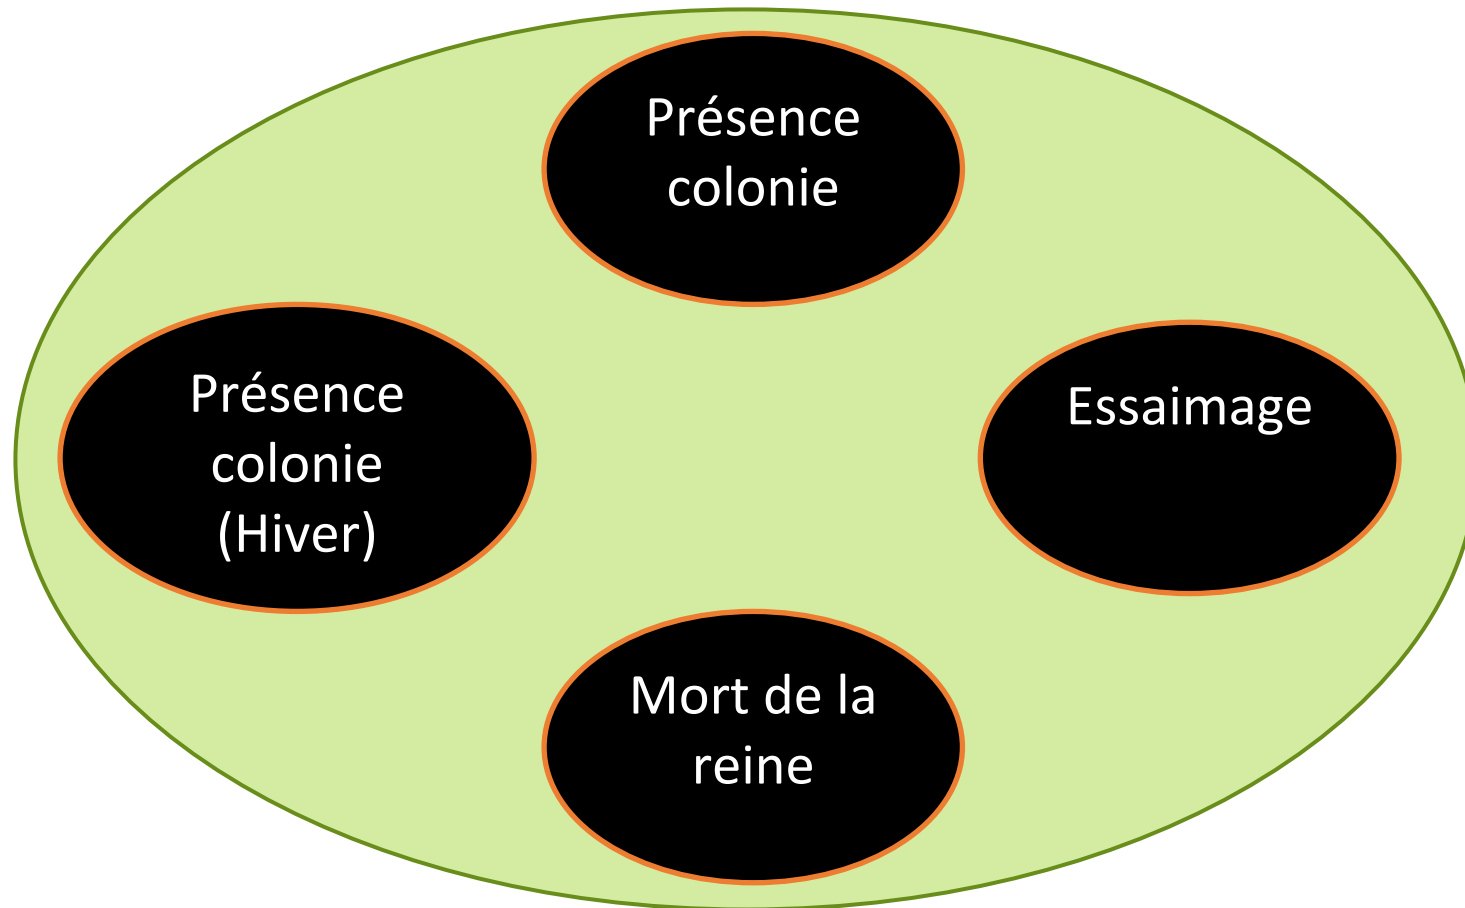 Présence
colonie
Présence
colonie
(Hiver)
Essaimage
Mort de la
reine